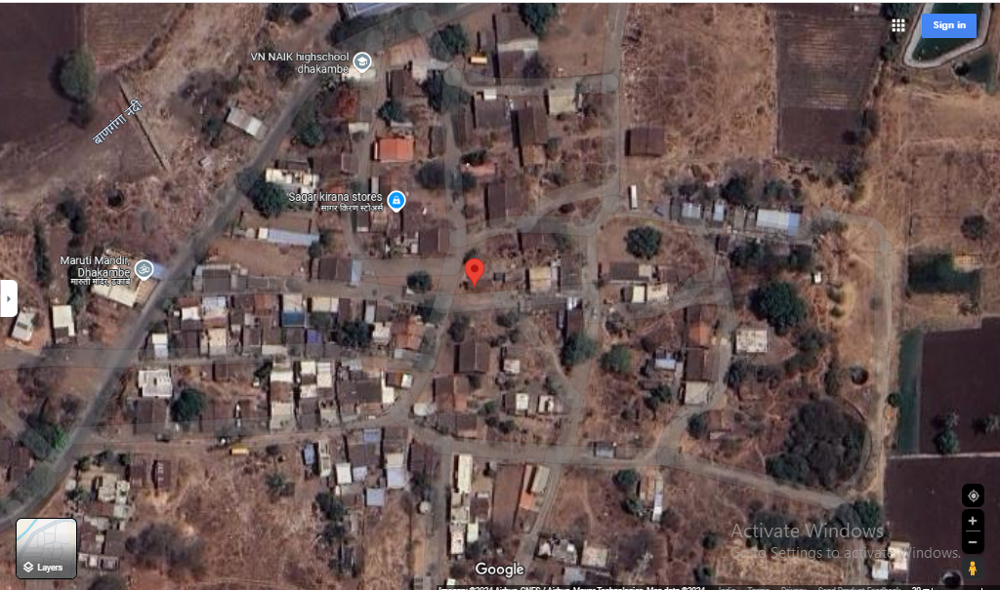 Sign in
VN NAIK highschool
dhakambe
बाणगंगा नदी
Sagar kirana stores
सागर किराणा स्टोअर्स
Maruti Mandir,
Dhakambe
मारुती मंदिर, ढकांबे
Activate Windows
Go to Settings to activate Windows.
Layers
Google